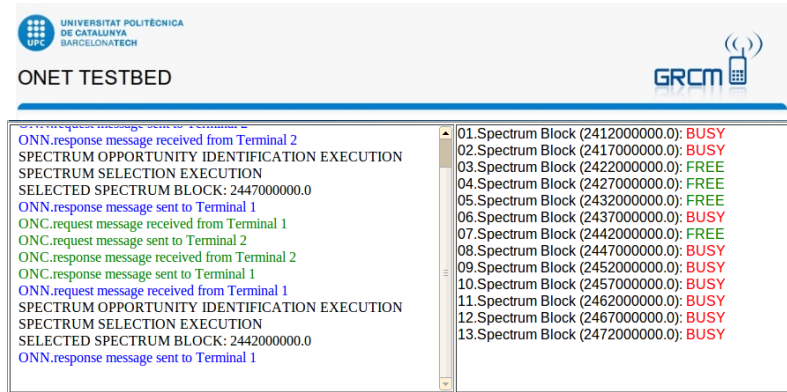 UNIVERSITAT POLITÈCNICA
DE CATALUNYA
BARCELONATECH
UPC
ONET TESTBED
GRCM
ONN.request message sent to Terminal 2
ONN.response message received from Terminal 2
SPECTRUM OPPORTUNITY IDENTIFICATION EXECUTION
SPECTRUM SELECTION EXECUTION
SELECTED SPECTRUM BLOCK: 2447000000.0
ONN.response message sent to Terminal 1
ONC.request message received from Terminal 1
ONC.request message sent to Terminal 2
ONC.response message received from Terminal 2
ONC.response message sent to Terminal 1
ONN.request message received from Terminal 1
SPECTRUM OPPORTUNITY IDENTIFICATION EXECUTION
SPECTRUM SELECTION EXECUTION
SELECTED SPECTRUM BLOCK: 2442000000.0
ONN.response message sent to Terminal 1
01.Spectrum Block (2412000000.0): BUSY
02.Spectrum Block (2417000000.0): BUSY
03.Spectrum Block (2422000000.0): FREE
04.Spectrum Block (2427000000.0): FREE
05.Spectrum Block (2432000000.0): FREE
06.Spectrum Block (2437000000.0): BUSY
07.Spectrum Block (2442000000.0): FREE
08.Spectrum Block (2447000000.0): BUSY
09.Spectrum Block (2452000000.0): BUSY
10.Spectrum Block (2457000000.0): BUSY
11.Spectrum Block (2462000000.0): BUSY
12.Spectrum Block (2467000000.0): BUSY
13.Spectrum Block (2472000000.0): BUSY